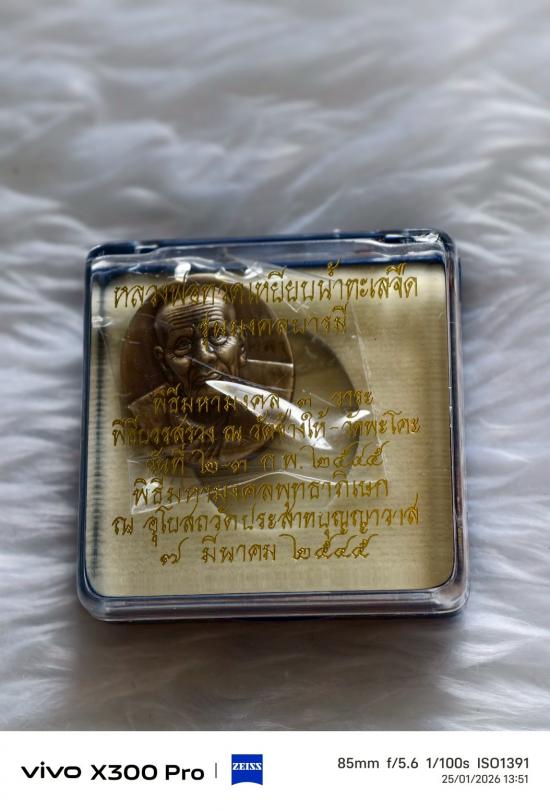 หลวงพ่อทวดเหยียบน้ำทะเลจืด
รุ่นมงคลบารมี
พิธีมหามงคล ๓ วาระ
พิธีบวงสรวง ณ วัดช้างให้-วัดพะโคะ
วันที่ ๒-๓ ก.พ. ๒๕๔๕
พิธีมหามงคลพุทธาภิเษก
ณ อุโบสถวัดประสาทบุญญาวาส
๗ มีนาคม ๒๕๔๕
vivo X300 Pro | ZEISS
85mm f/5.6 1/100s ISO1391
25/01/2026 13:51